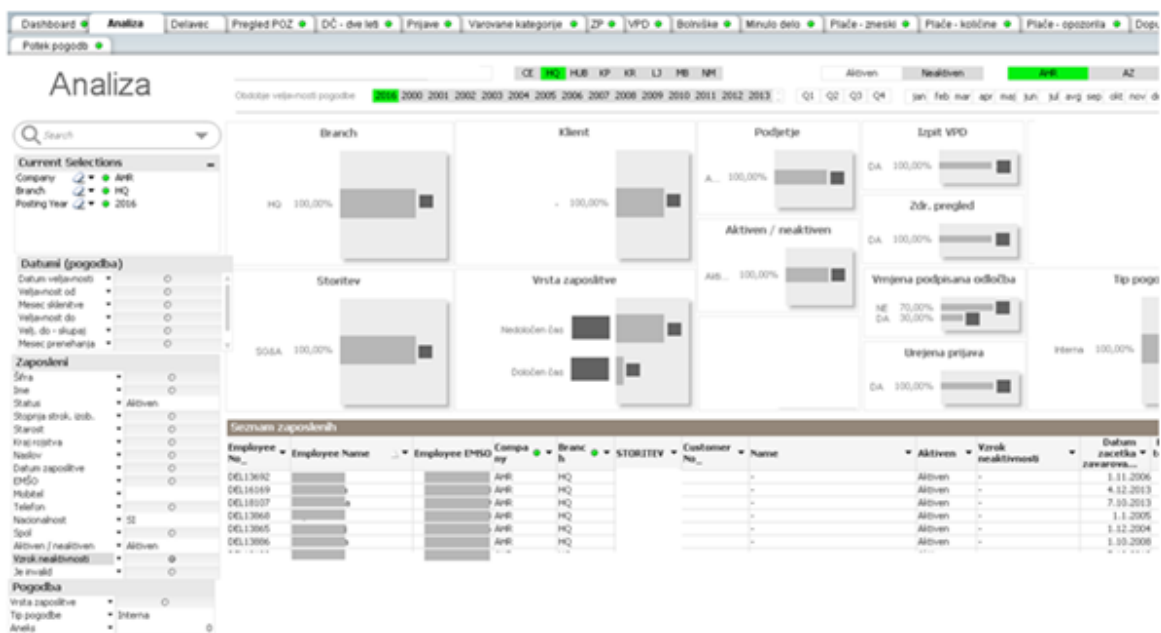 Dashboard Analiza Delavec Pregled POZ DČ - dve leti Prijave Varovane kategorije ZP VPD Bolniške Minulo delo Plače - zneski Plače - količine Plače - opozorila
Potek pogodb
Analiza
CE HQ HUB KP KR LJ MB NM Aktiven Neaktiven AHR AZ
Obdobje veljavnosti pogodbe 2016 2000 2001 2002 2003 2004 2005 2006 2007 2008 2009 2010 2011 2012 2013 Q1 Q2 Q3 Q4 jan feb mar apr maj jun jul avg sep okt nov
Search
Current Selections
Company AHR
Branch HQ
Posting Year 2016
Datumi (pogodba)
Datum veljavnosti
Veljavnost od
Mesec sklenitve
Veljavnost do
Velj. do - skupaj
Mesec prenehanja
Zaposleni
Šifra
Ime
Status Aktiven
Stopnja strok. izob.
Starost
Kraj rojstva
Naslov
Datum zaposlitve
EMŠO
Mobitel
Telefon
Nacionalnost SI
Spol
Aktiven / neaktiven Aktiven
Vzrok neaktivnosti
Je invalid
Pogodba
Vrsta zaposlitve
Tip pogodbe Interna
Aneks 0
Branch
HQ 100,00%
Klient
- 100,00%
Podjetje
A... 100,00%
Izpit VPD
DA 100,00%
Zdr. pregled
DA 100,00%
Aktiven / neaktiven
Akti... 100,00%
Storitev
SG&A 100,00%
Vrsta zaposlitve
Nedoločen čas
Določen čas
Vrnjena podpisana odločba
NE 70,00%
DA 30,00%
Urejena prijava
DA 100,00%
Tip pogo
Interna 100,00%
Seznam zaposlenih
Employee No_ Employee Name Employee EMSO Company Branch STORITEV Customer No_ Name Aktiven Vzrok neaktivnosti Datum zacetka zavarova...
DEL13692 AHR HQ - Aktiven - 1.11.2006
DEL16169 AHR HQ - Aktiven - 4.12.2013
DEL18107 a AHR HQ - Aktiven - 7.10.2013
DEL13868 AHR HQ - Aktiven - 1.1.2005
DEL13865 AHR HQ - Aktiven - 1.12.2004
DEL13886 AHR HQ - Aktiven - 1.10.2008